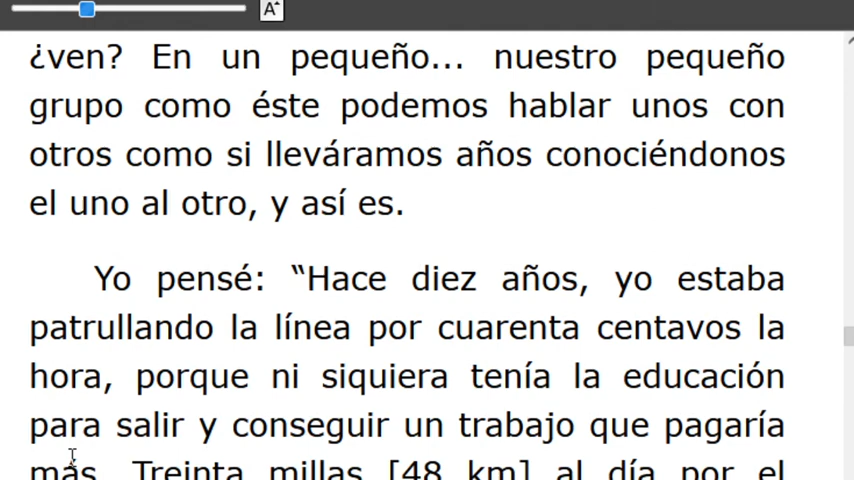 A
¿ven? En un pequeño... nuestro pequeño
grupo como éste podemos hablar unos con
otros como si lleváramos años conociéndonos
el uno al otro, y así es.
Yo pensé: “Hace diez años, yo estaba
patrullando la línea por cuarenta centavos la
hora, porque ni siquiera tenía la educación
para salir y conseguir un trabajo que pagaría
más. Treinta millas [48 km] al día por el